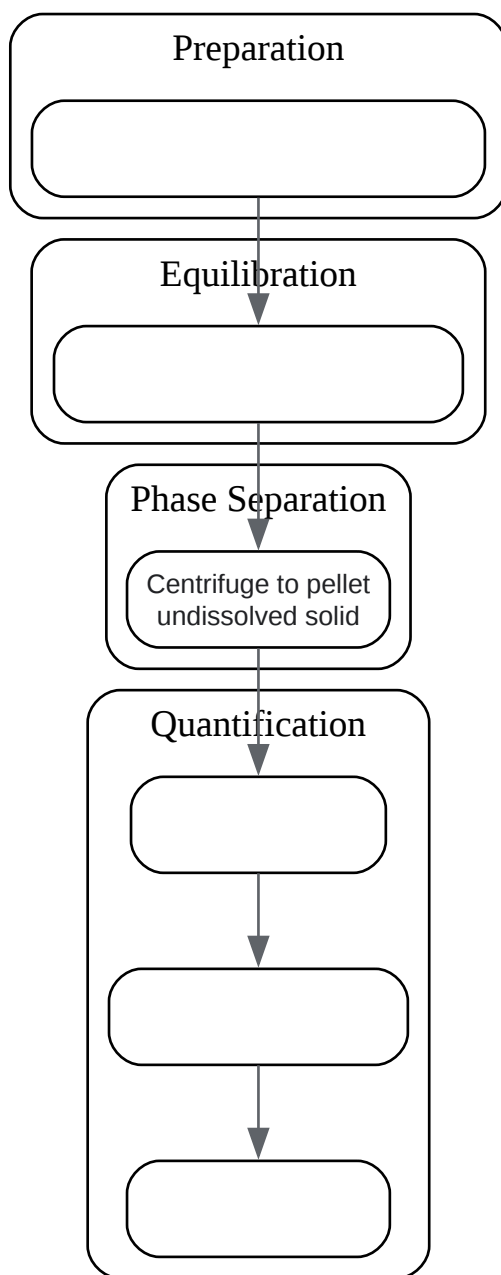 Preparation
Equilibration
Phase Separation
Centrifuge to pellet
undissolved solid
Quantification